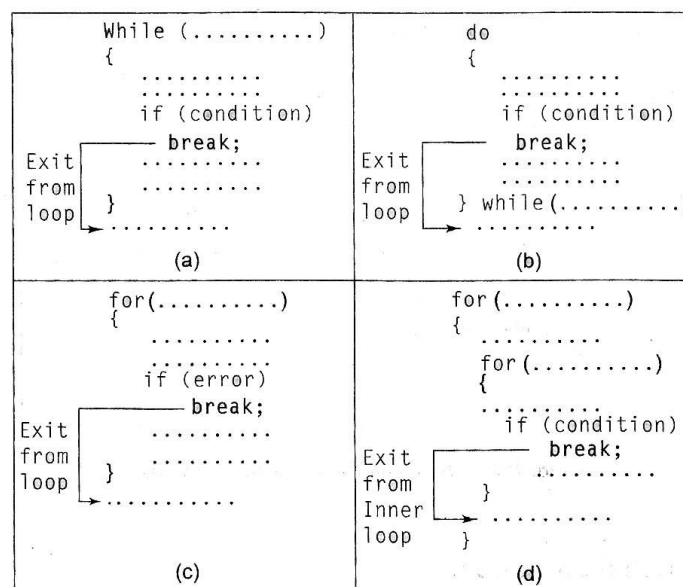 While (..........)
{
..........
..........
if (condition)
break;
Exit
from
loop
..........
..........
}
..........
(a)
do
{
..........
..........
if (condition)
break;
Exit
from
loop
..........
..........
} while(..........
..........
(b)
for(..........)
{
..........
..........
if (error)
break;
Exit
from
loop
..........
..........
}
...........
(c)
for(..........)
{
..........
for(..........)
{
..........
if (condition)
break;
Exit
from
Inner
loop
..........
}
..........
}
(d)